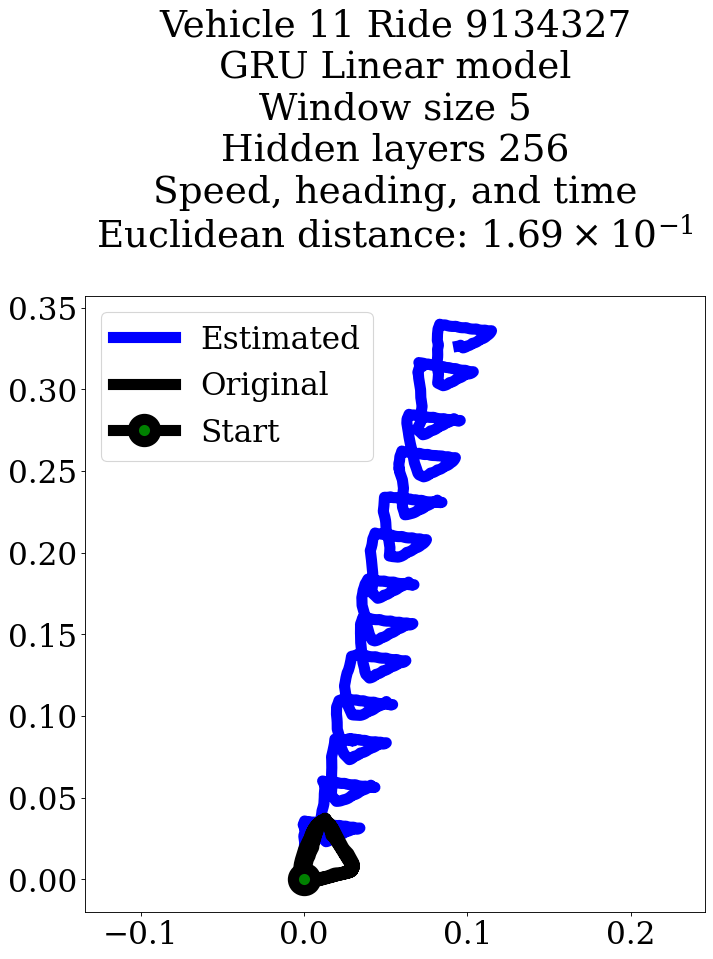 Vehicle 11 Ride 9134327
GRU Linear model
Window size 5
Hidden layers 256
Speed, heading, and time
Euclidean distance: 1.69 × 10⁻¹
0.35
0.30
0.25
0.20
0.15
0.10
0.05
0.00
Estimated
Original
Start
−0.1 0.0 0.1 0.2